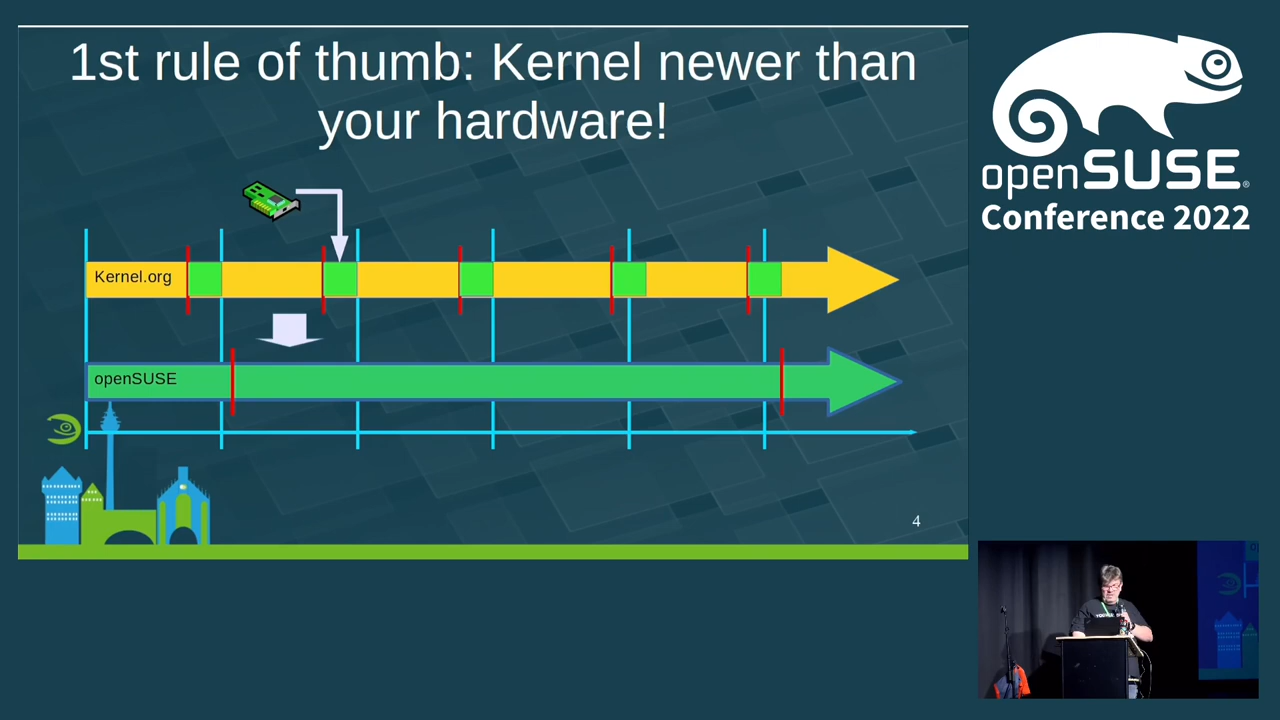 1st rule of thumb: Kernel newer than
your hardware!
Kernel.org
openSUSE
4
openSUSE®
Conference 2022